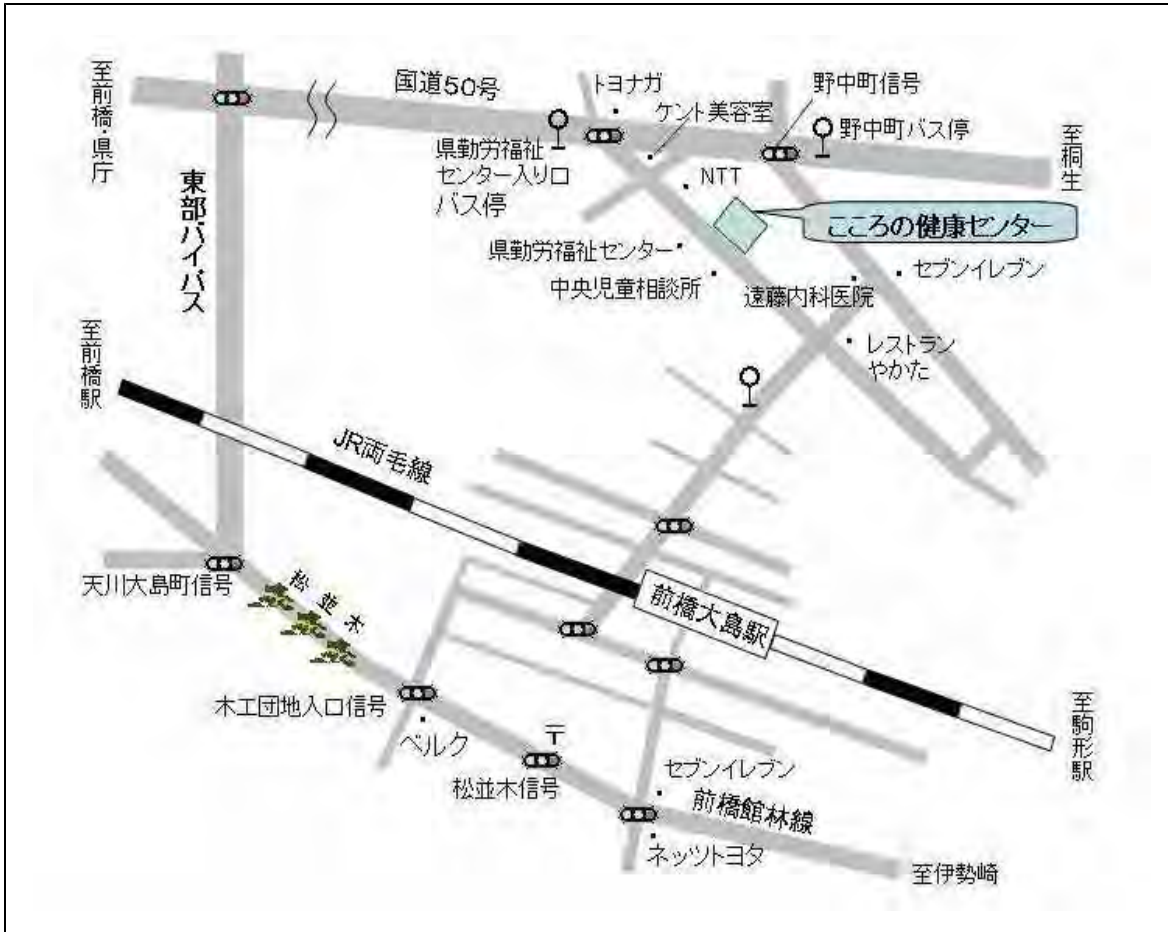 至前橋・県庁
国道50号
トヨナガ
ケント美容室
野中町信号
野中町バス停
至桐生
県勤労福祉
センター入り口
バス停
NTT
東部バイパス
こころの健康センター
県勤労福祉センター
中央児童相談所
遠藤内科医院
セブンイレブン
レストラン
やかた
至前橋駅
JR両毛線
天川大島町信号
松並木
前橋大島駅
木工団地入口信号
ベルク
〒
松並木信号
セブンイレブン
前橋館林線
ネッツトヨタ
至駒形駅
至伊勢崎